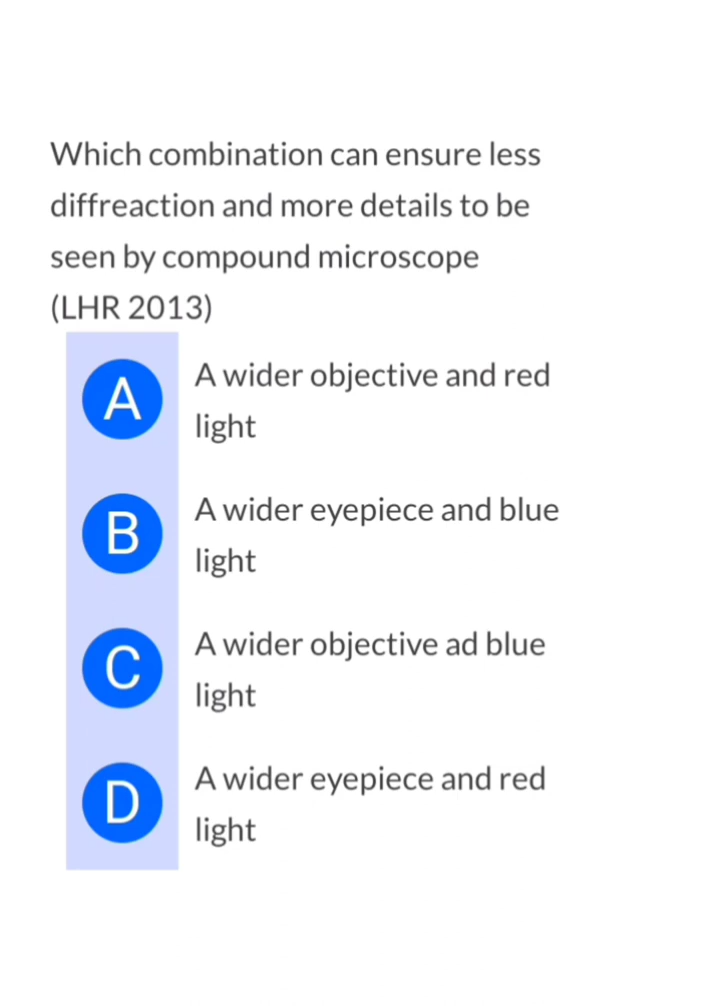 Which combination can ensure less
diffreaction and more details to be
seen by compound microscope
(LHR 2013)
A
A wider objective and red
light
B
A wider eyepiece and blue
light
C
A wider objective ad blue
light
D
A wider eyepiece and red
light